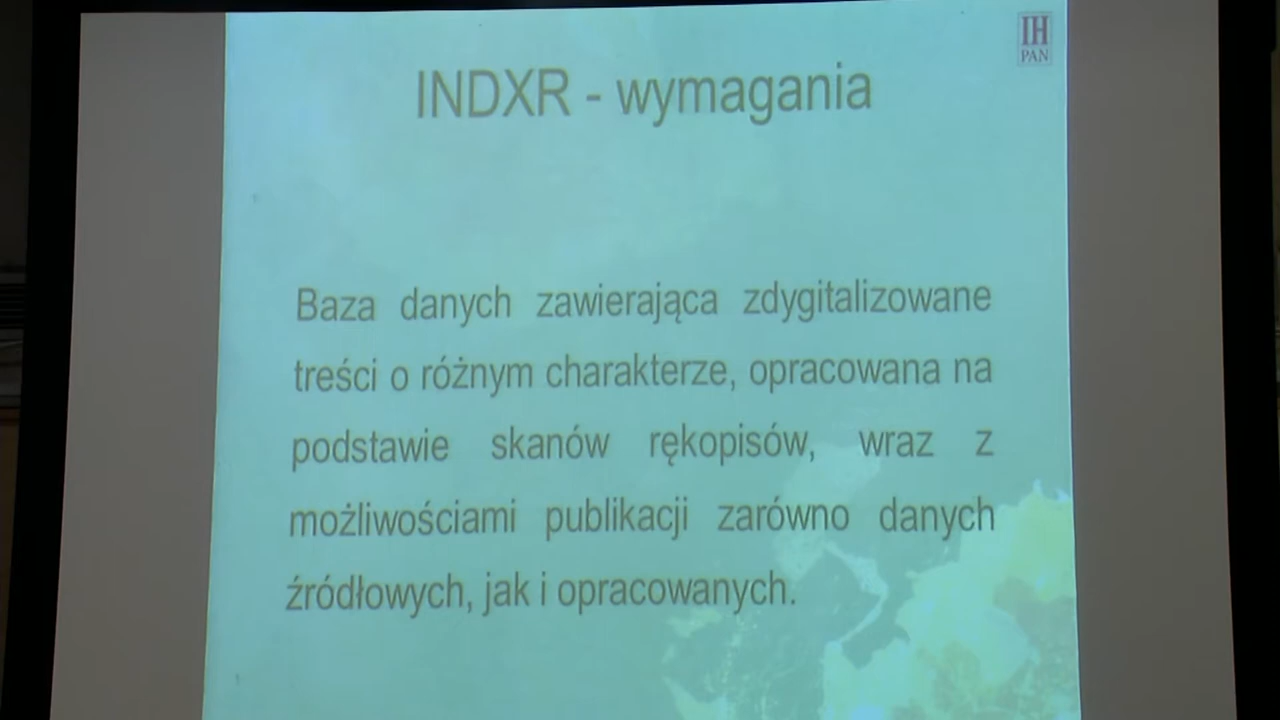 IH
PAN
INDXR - wymagania
Baza danych zawierająca zdygitalizowane
treści o różnym charakterze, opracowana na
podstawie skanów rękopisów, wraz z
możliwościami publikacji zarówno danych
źródłowych, jak i opracowanych.